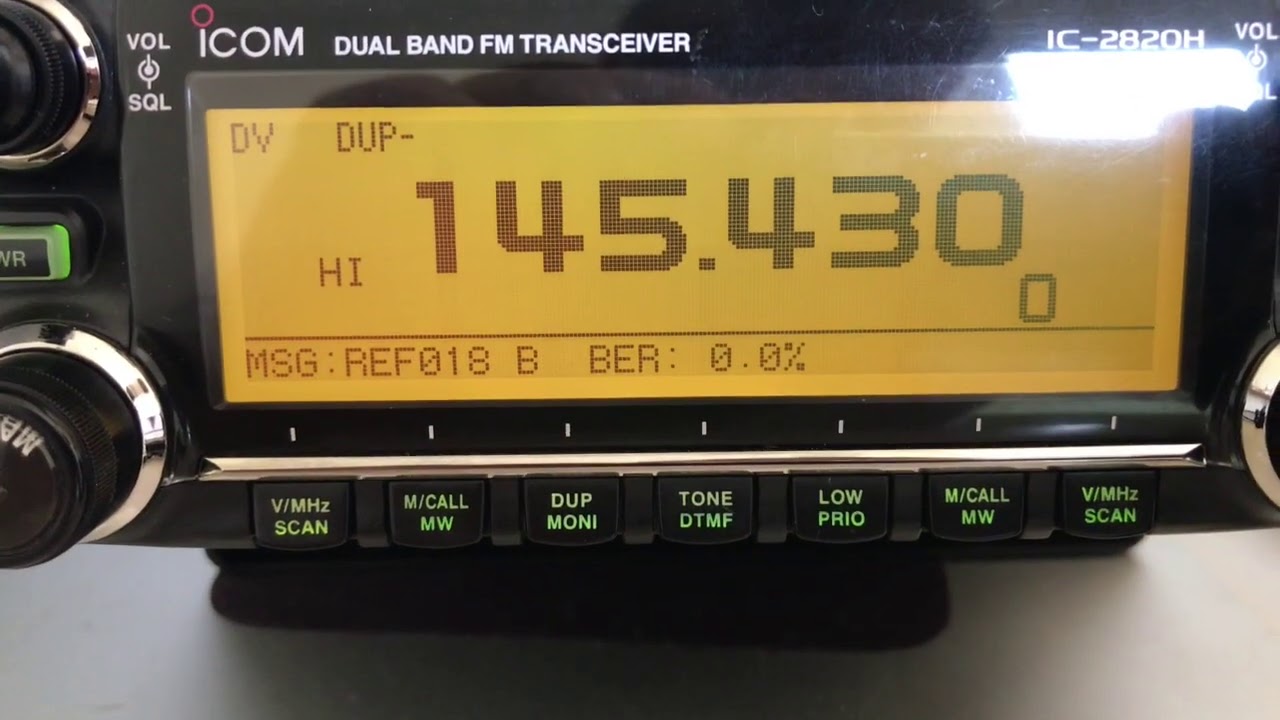 VOL
SQL
ICOM DUAL BAND FM TRANSCEIVER
IC-2820H
VOL
DV DUP-
145.430
HI
0
MSG:REF018 B BER: 0.0%
V/MHz
SCAN
M/CALL
MW
DUP
MONI
TONE
DTMF
LOW
PRIO
M/CALL
MW
V/MHz
SCAN